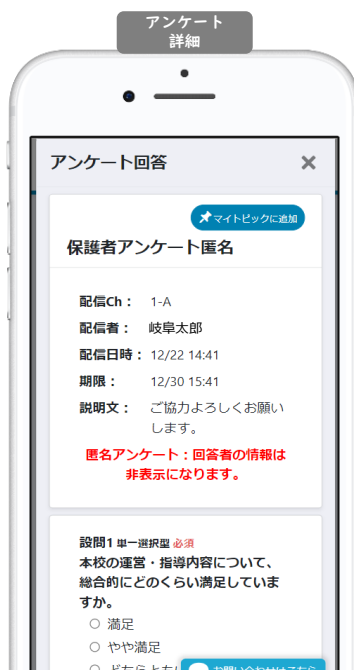 アンケート
詳細
アンケート回答 ×
マイトピックに追加
保護者アンケート匿名
配信Ch： 1-A
配信者： 岐阜太郎
配信日時： 12/22 14:41
期限： 12/30 15:41
説明文： ご協力よろしくお願い
します。
匿名アンケート：回答者の情報は
非表示になります。
設問1 単一選択型 必須
本校の運営・指導内容について、
総合的にどのくらい満足していま
すか。
満足
やや満足